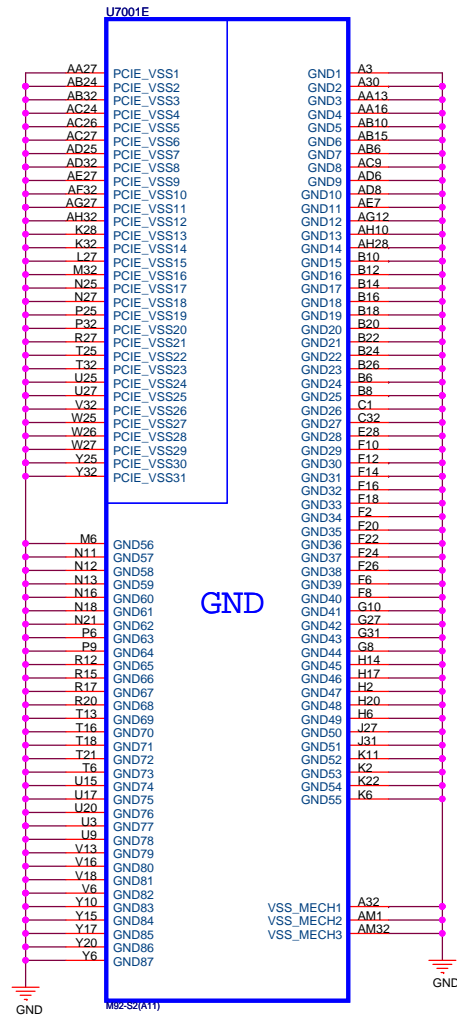 U7001E
AA27 PCIE_VSS1
AB24 PCIE_VSS2
AB32 PCIE_VSS3
AC24 PCIE_VSS4
AC26 PCIE_VSS5
AC27 PCIE_VSS6
AD25 PCIE_VSS7
AD32 PCIE_VSS8
AE27 PCIE_VSS9
AF32 PCIE_VSS10
AG27 PCIE_VSS11
AH32 PCIE_VSS12
K28 PCIE_VSS13
K32 PCIE_VSS14
L27 PCIE_VSS15
M32 PCIE_VSS16
N25 PCIE_VSS17
N27 PCIE_VSS18
P25 PCIE_VSS19
P32 PCIE_VSS20
R27 PCIE_VSS21
T25 PCIE_VSS22
T32 PCIE_VSS23
U25 PCIE_VSS24
U27 PCIE_VSS25
V32 PCIE_VSS26
W25 PCIE_VSS27
W26 PCIE_VSS28
W27 PCIE_VSS29
Y25 PCIE_VSS30
Y32 PCIE_VSS31
M6 GND56
N11 GND57
N12 GND58
N13 GND59
N16 GND60
N18 GND61
N21 GND62
P6 GND63
P9 GND64
R12 GND65
R15 GND66
R17 GND67
R20 GND68
T13 GND69
T16 GND70
T18 GND71
T21 GND72
T6 GND73
U15 GND74
U17 GND75
U20 GND76
U3 GND77
U9 GND78
V13 GND79
V16 GND80
V18 GND81
V6 GND82
Y10 GND83
Y15 GND84
Y17 GND85
Y20 GND86
Y6 GND87
GND
GND
GND1 A3
GND2 A30
GND3 AA13
GND4 AA16
GND5 AB10
GND6 AB15
GND7 AB6
GND8 AC9
GND9 AD6
GND10 AD8
GND11 AE7
GND12 AG12
GND13 AH10
GND14 AH28
GND15 B10
GND16 B12
GND17 B14
GND18 B16
GND19 B18
GND20 B20
GND21 B22
GND22 B24
GND23 B26
GND24 B6
GND25 B8
GND26 C1
GND27 C32
GND28 E28
GND29 F10
GND30 F12
GND31 F14
GND32 F16
GND33 F18
GND34 F2
GND35 F20
GND36 F22
GND37 F24
GND38 F26
GND39 F6
GND40 F8
GND41 G10
GND42 G27
GND43 G31
GND44 G8
GND45 H14
GND46 H17
GND47 H2
GND48 H20
GND49 H6
GND50 J27
GND51 J31
GND52 K11
GND53 K2
GND54 K22
GND55 K6
VSS_MECH1 A32
VSS_MECH2 AM1
VSS_MECH3 AM32
GND
M92-S2(A11)